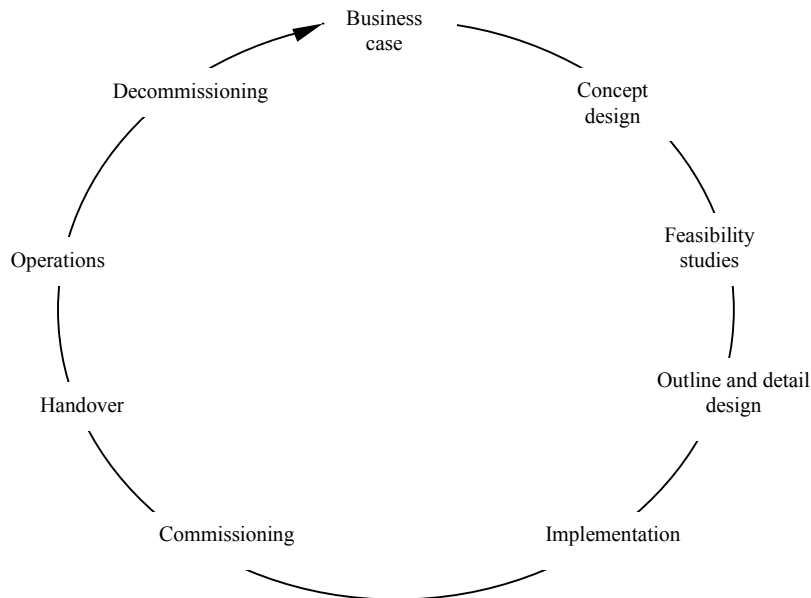 Business
case
Concept
design
Feasibility
studies
Outline and detail
design
Implementation
Commissioning
Handover
Operations
Decommissioning